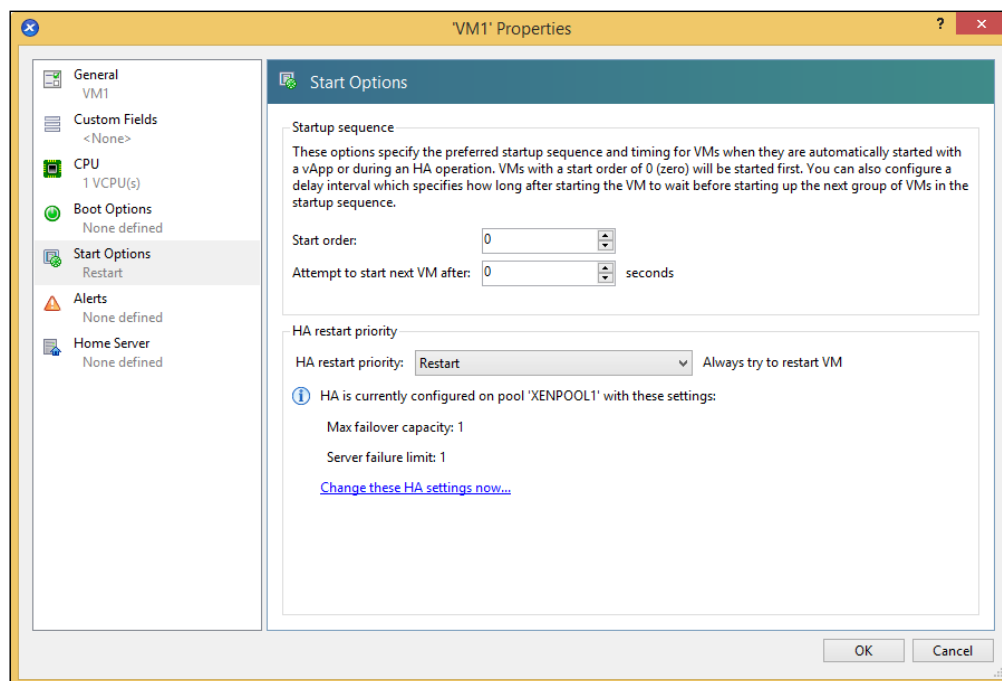 'VM1' Properties
?
General
VM1
Custom Fields
<None>
CPU
1 VCPU(s)
Boot Options
None defined
Start Options
Restart
Alerts
None defined
Home Server
None defined
Start Options
Startup sequence
These options specify the preferred startup sequence and timing for VMs when they are automatically started with
a vApp or during an HA operation. VMs with a start order of 0 (zero) will be started first. You can also configure a
delay interval which specifies how long after starting the VM to wait before starting up the next group of VMs in the
startup sequence.
Start order: 0
Attempt to start next VM after: 0 seconds
HA restart priority
HA restart priority: Restart Always try to restart VM
HA is currently configured on pool 'XENPOOL1' with these settings:
Max failover capacity: 1
Server failure limit: 1
Change these HA settings now...
OK Cancel